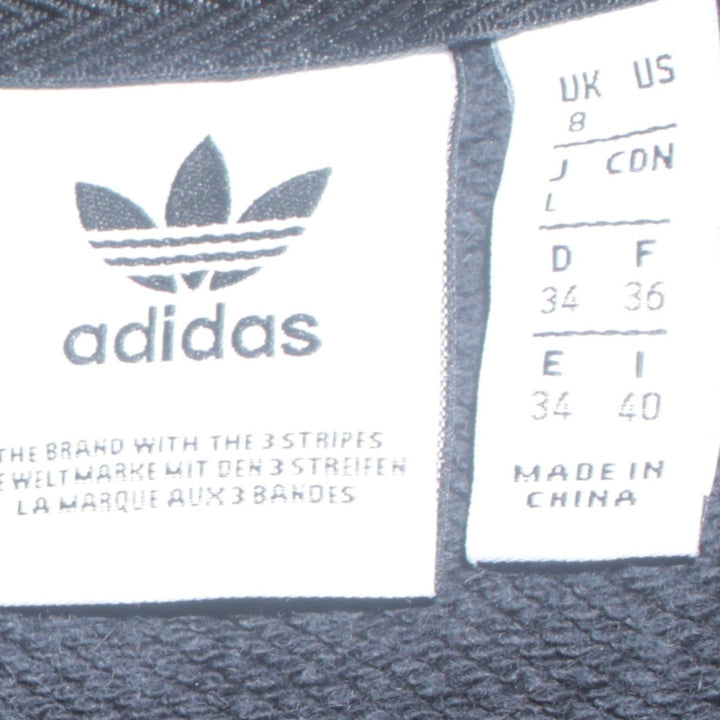 adidas
THE BRAND WITH THE 3 STRIPES
E WELTMARKE MIT DEN 3 STREIFEN
LA MARQUE AUX 3 BANDES
UK US
8
J CDN
L
D F
34 36
E I
34 40
MADE IN
CHINA